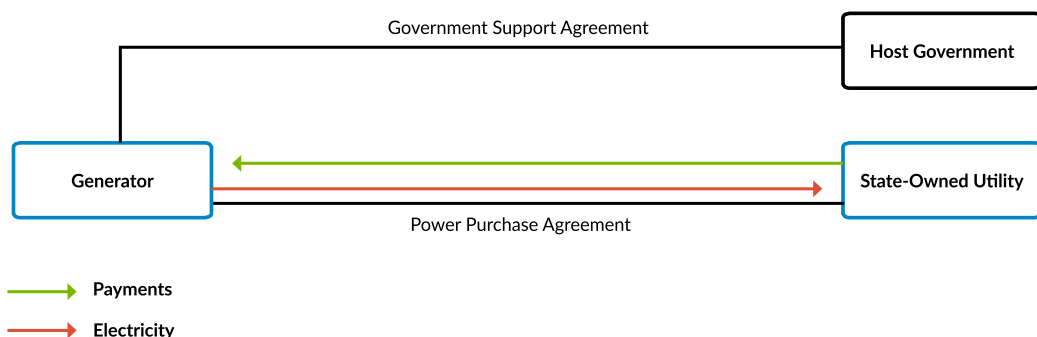 Government Support Agreement
Host Government
Generator
State-Owned Utility
Power Purchase Agreement
Payments
Electricity